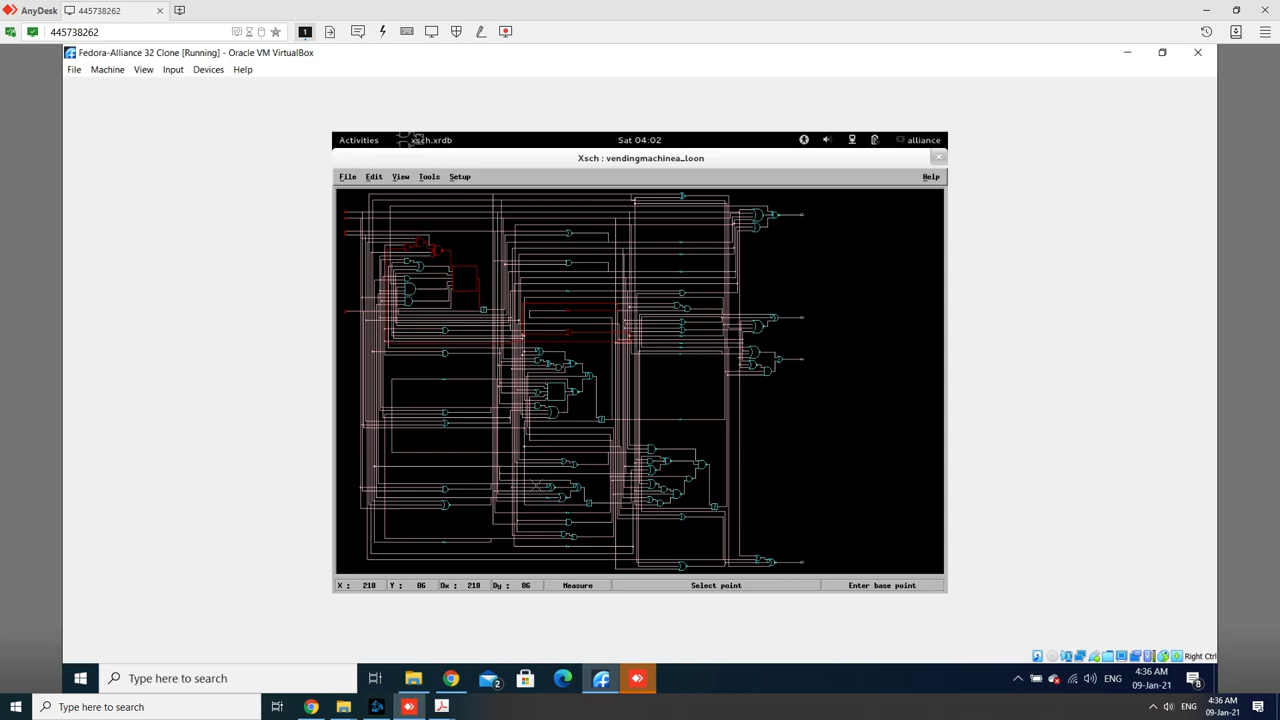 AnyDesk 445738262
445738262 1
Fedora-Alliance 32 Clone [Running] - Oracle VM VirtualBox
File Machine View Input Devices Help
Activities xsch.xrdb Sat 04:02 alliance
Xsch : vendingmachinea_loon
File Edit View Tools Setup Help
X : 218 Y : 86 Dx : 218 Dy : 86 Measure Select point Enter base point
Right Ctrl
Type here to search 2 ENG 4:36 AM
09-Jan-21
Type here to search ENG 4:36 AM
09-Jan-21